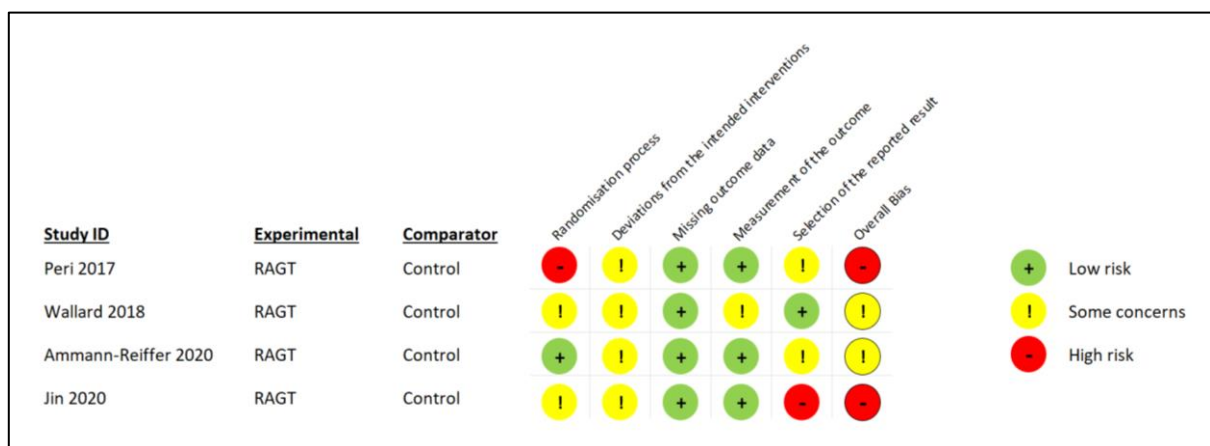 Randomisation process
Deviations from the intended interventions
Missing outcome data
Measurement of the outcome
Selection of the reported result
Overall Bias
Study ID Experimental Comparator
Peri 2017 RAGT Control - ! + + ! -
Wallard 2018 RAGT Control ! ! + ! + !
Ammann-Reiffer 2020 RAGT Control + ! + + ! !
Jin 2020 RAGT Control ! ! + + - -
+ Low risk
! Some concerns
- High risk